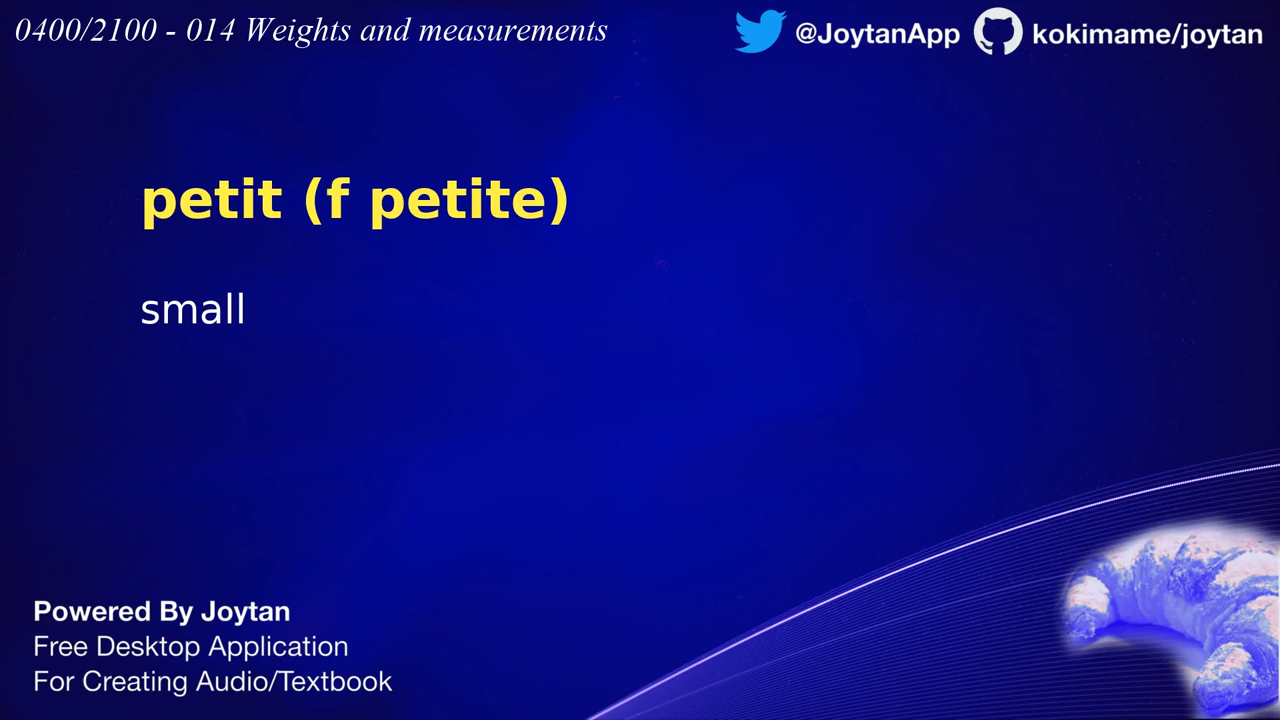 0400/2100 - 014 Weights and measurements
@JoytanApp
kokimame/joytan
petit (f petite)
small
Powered By Joytan
Free Desktop Application
For Creating Audio/Textbook